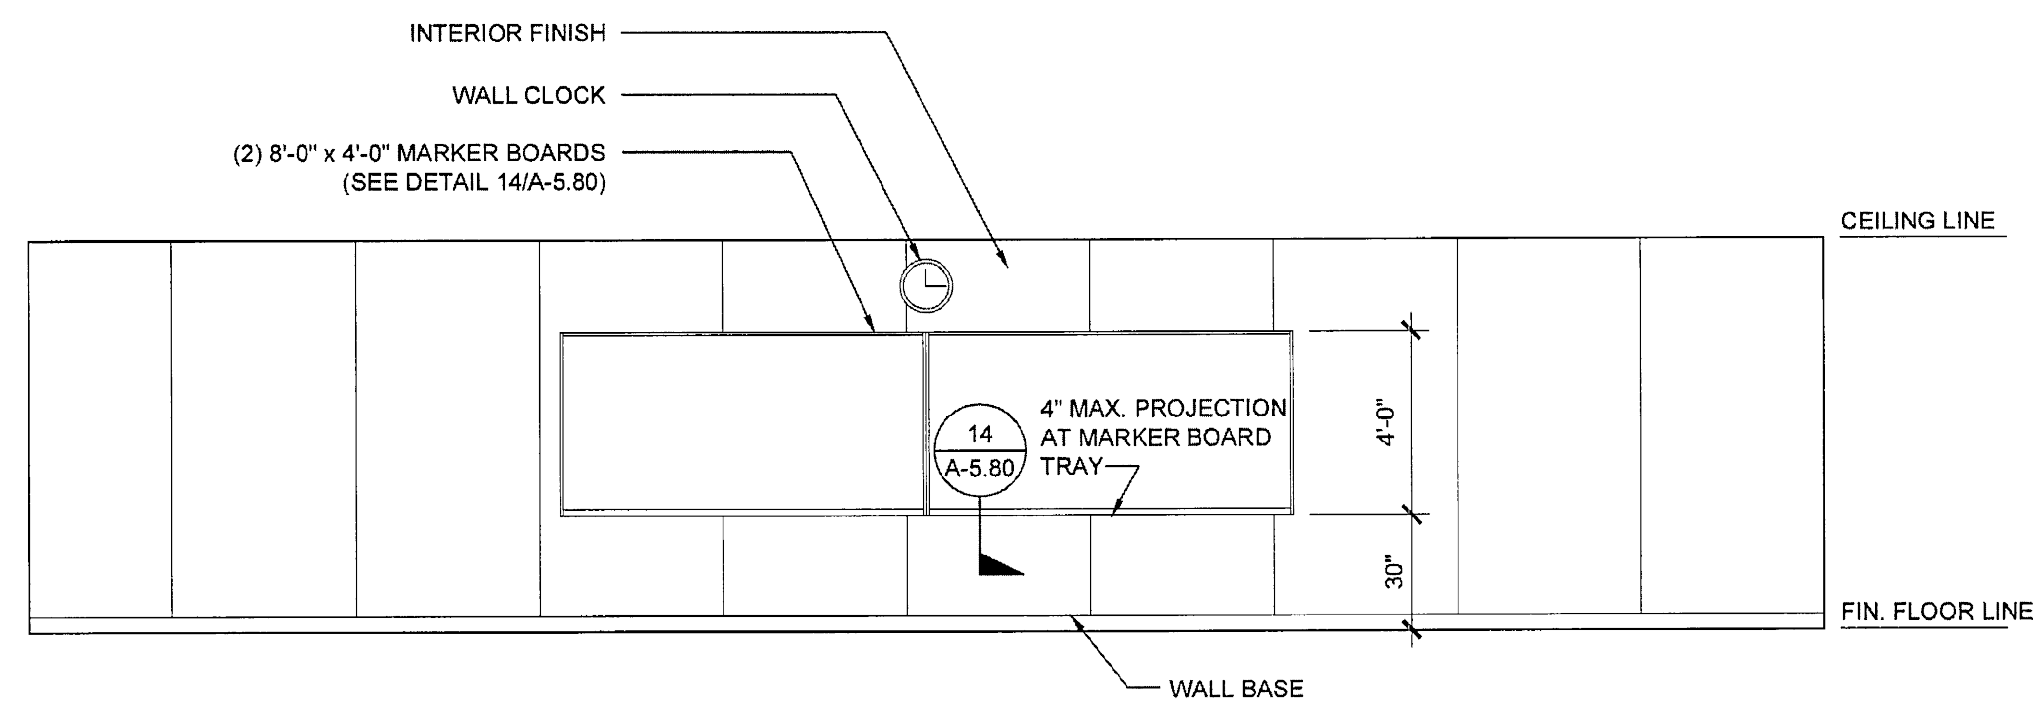 INTERIOR FINISH
WALL CLOCK
(2) 8'-0" x 4'-0" MARKER BOARDS
(SEE DETAIL 14/A-5.80)
CEILING LINE
4" MAX. PROJECTION
AT MARKER BOARD
TRAY
14
A-5.80
4'-0"
30"
FIN. FLOOR LINE
WALL BASE